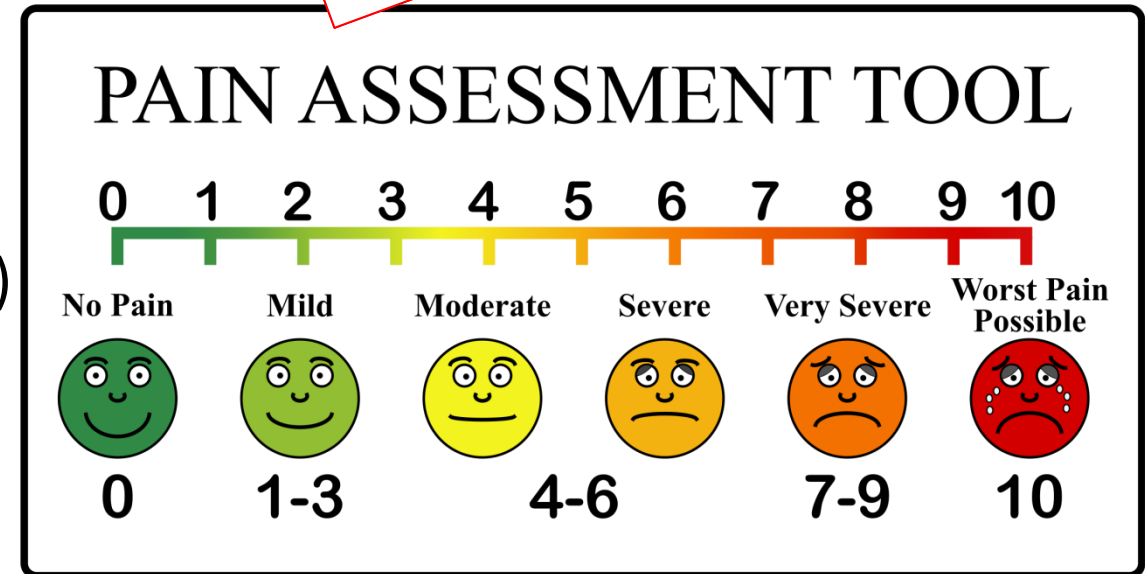 PAIN ASSESSMENT TOOL
0 1 2 3 4 5 6 7 8 9 10
No Pain Mild Moderate Severe Very Severe Worst Pain Possible
0 1-3 4-6 7-9 10